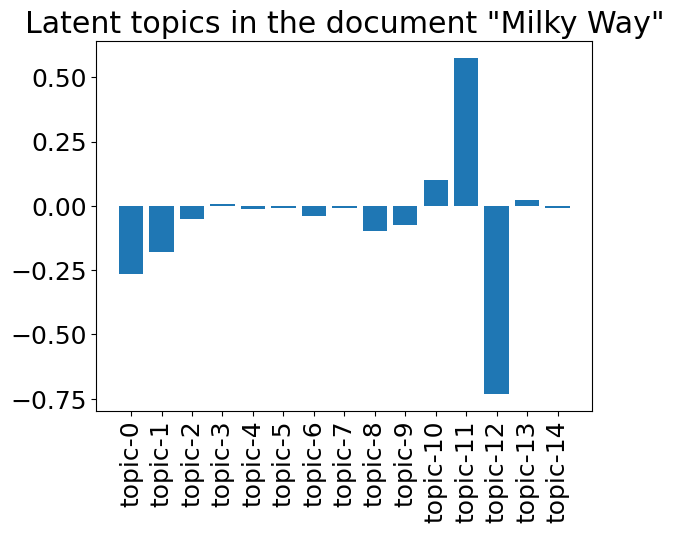 Latent topics in the document "Milky Way"
0.50
0.25
0.00
−0.25
−0.50
−0.75
topic-0
topic-1
topic-2
topic-3
topic-4
topic-5
topic-6
topic-7
topic-8
topic-9
topic-10
topic-11
topic-12
topic-13
topic-14